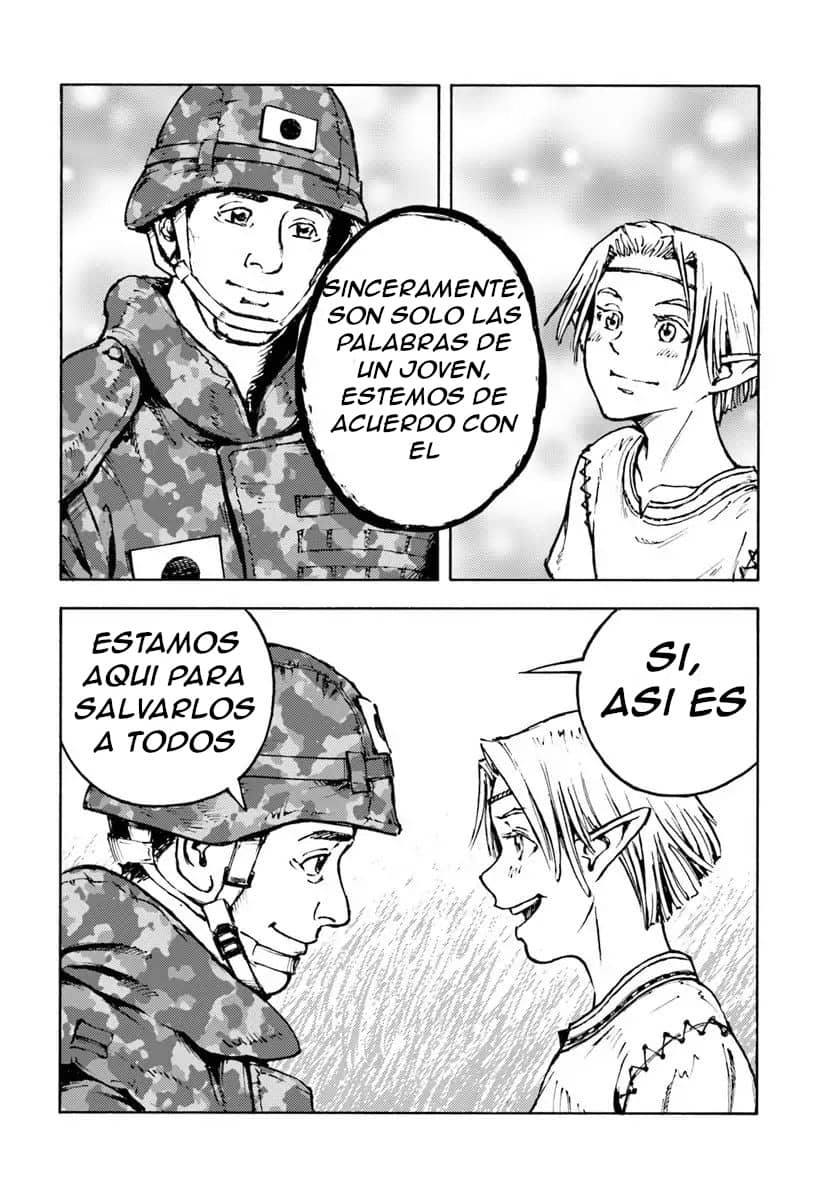 SINCERAMENTE,
SON SOLO LAS
PALABRAS DE
UN JOVEN,
ESTEMOS DE
ACUERDO CON
EL
ESTAMOS
AQUI PARA
SALVARLOS
A TODOS
SI,
ASI ES